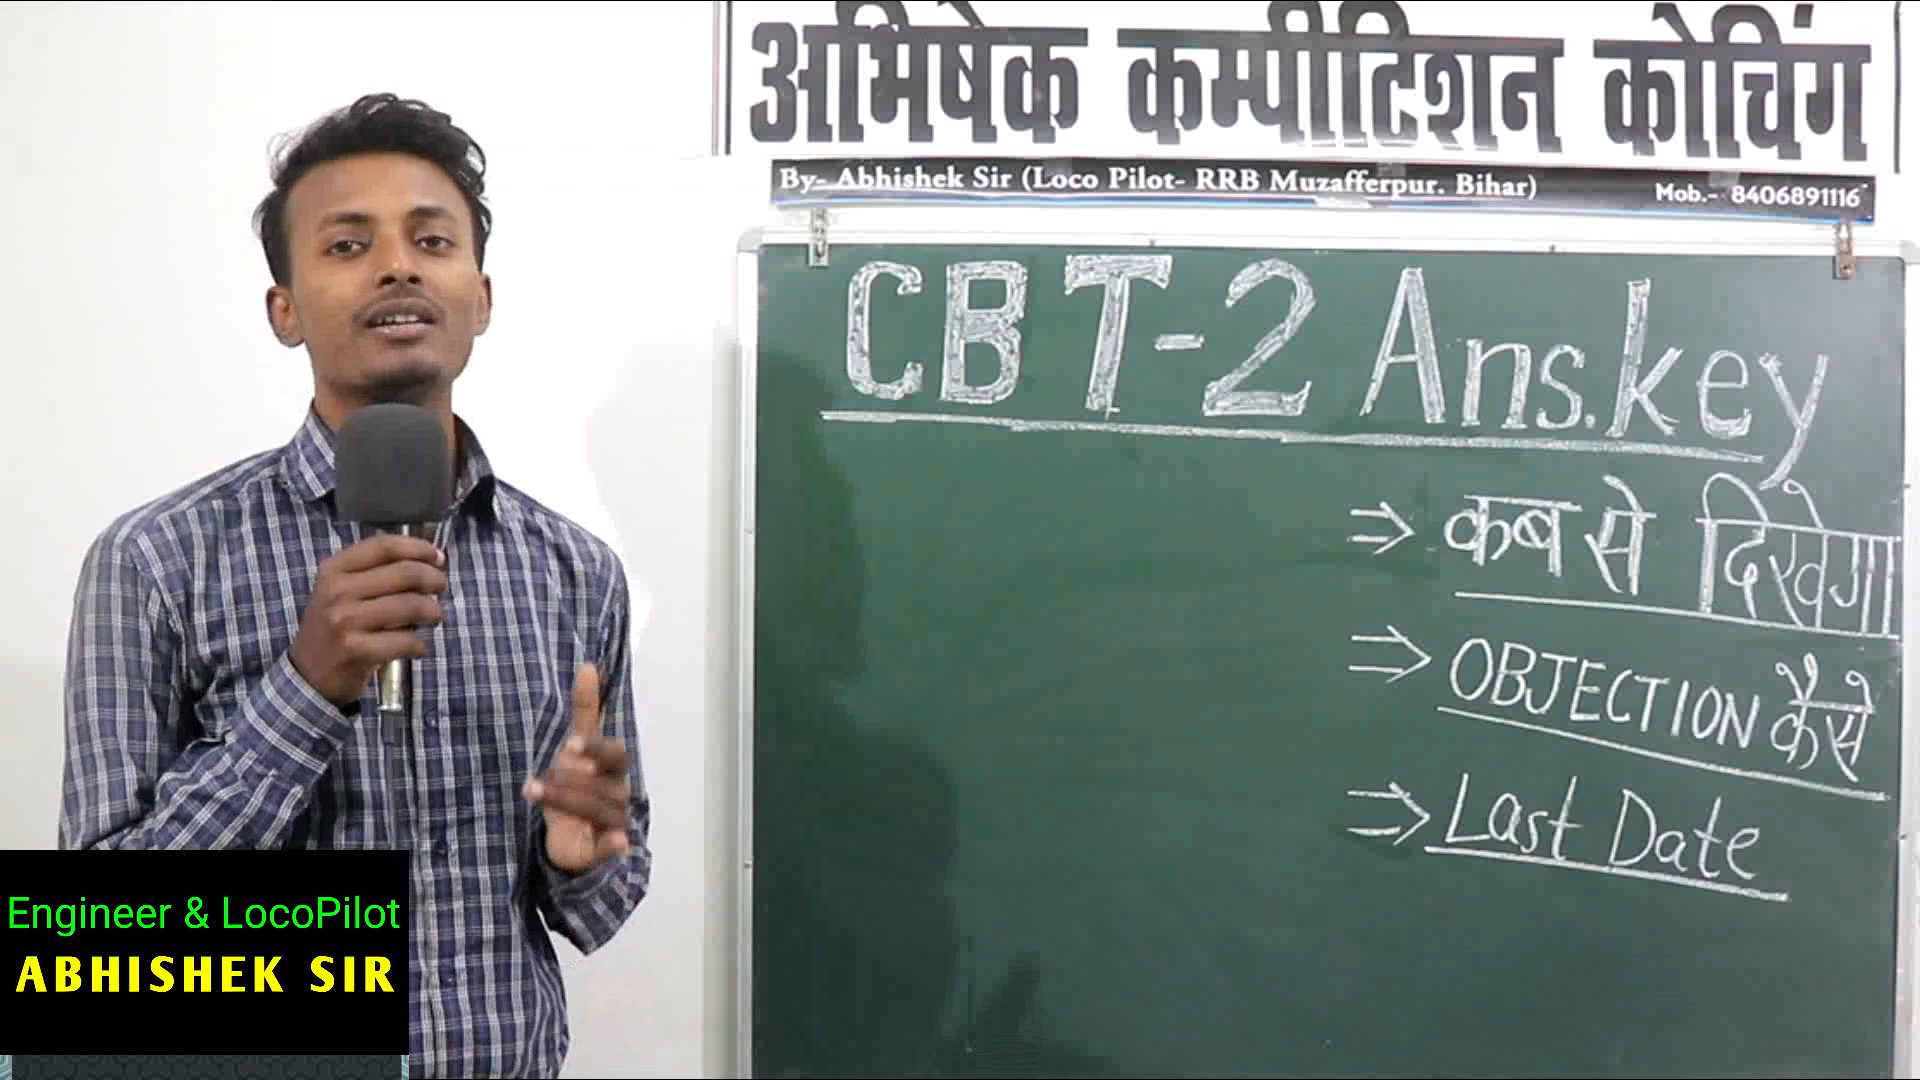 अभिषेक कम्पीटिशन कोचिंग
By- Abhishek Sir (Loco Pilot- RRB Muzafferpur. Bihar) Mob.- 8406891116
CBT-2 Ans.key
⇒ कब से दिखेगा
⇒ OBJECTION कैसे
⇒ Last Date
Engineer & LocoPilot
ABHISHEK SIR